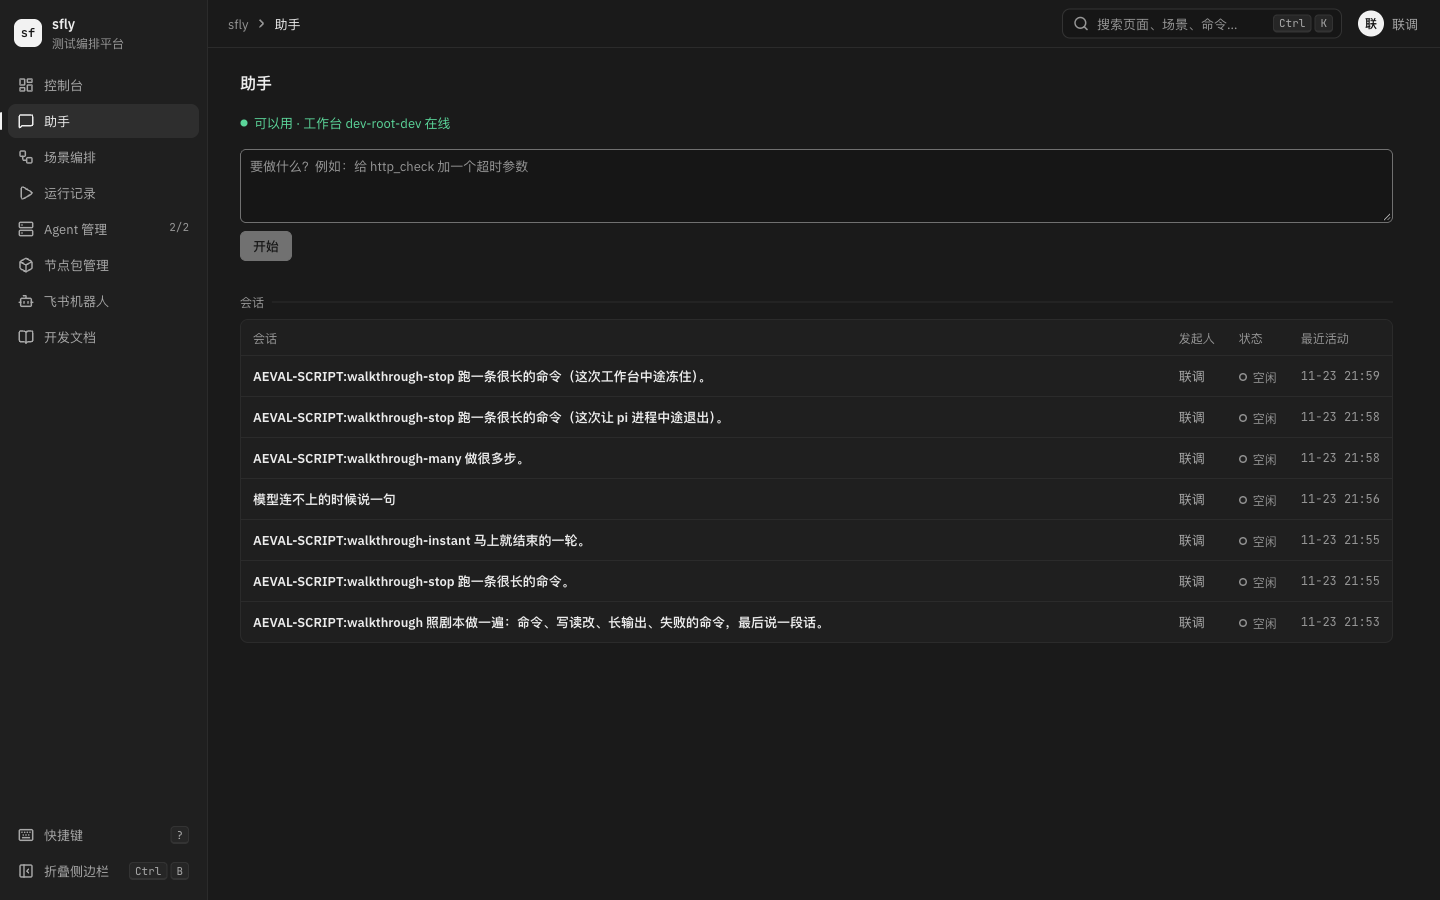 sf
sfly
测试编排平台
控制台
助手
场景编排
运行记录
Agent 管理 2/2
节点包管理
飞书机器人
开发文档
快捷键 ?
折叠侧边栏 Ctrl B
sfly > 助手
搜索页面、场景、命令... Ctrl K
联 联调
助手
可以用 · 工作台 dev-root-dev 在线
要做什么？例如：给 http_check 加一个超时参数
开始
会话
会话 发起人 状态 最近活动
AEVAL-SCRIPT:walkthrough-stop 跑一条很长的命令（这次工作台中途冻住）。 联调 空闲 11-23 21:59
AEVAL-SCRIPT:walkthrough-stop 跑一条很长的命令（这次让 pi 进程中途退出）。 联调 空闲 11-23 21:58
AEVAL-SCRIPT:walkthrough-many 做很多步。 联调 空闲 11-23 21:58
模型连不上的时候说一句 联调 空闲 11-23 21:56
AEVAL-SCRIPT:walkthrough-instant 马上就结束的一轮。 联调 空闲 11-23 21:55
AEVAL-SCRIPT:walkthrough-stop 跑一条很长的命令。 联调 空闲 11-23 21:55
AEVAL-SCRIPT:walkthrough 照剧本做一遍：命令、写读改、长输出、失败的命令，最后说一段话。 联调 空闲 11-23 21:53